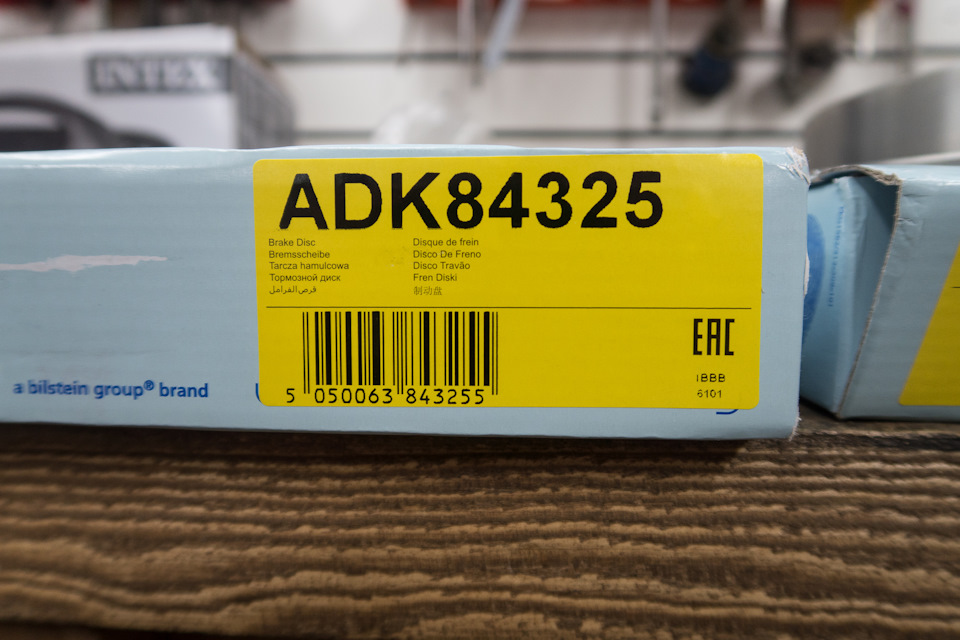 INTEX
ADK84325
Brake Disc
Bremsscheibe
Tarcza hamulcowa
Тормозной диск
قرص الفرامل
Disque de frein
Disco De Freno
Disco Travão
Fren Diski
制动盘
5 050063 843255
EAC
IBBB
6101
a bilstein group® brand